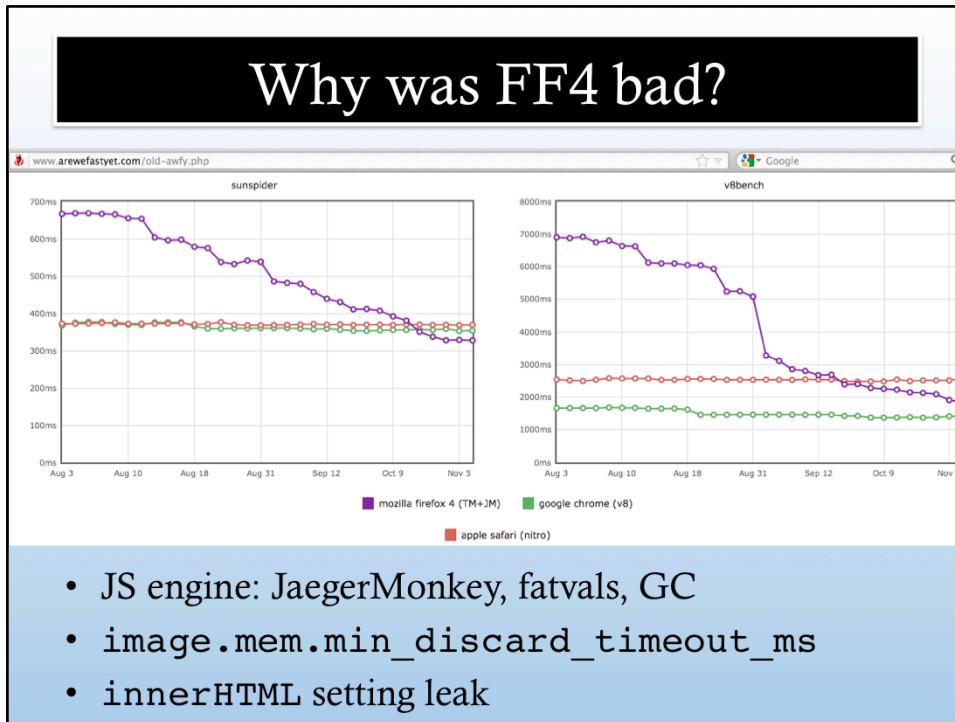 Why was FF4 bad?
www.arewefastyet.com/old-awfy.php
Google
sunspider
700ms
600ms
500ms
400ms
300ms
200ms
100ms
0ms
Aug 3 Aug 10 Aug 18 Aug 31 Sep 12 Oct 9 Nov 5
v8bench
8000ms
7000ms
6000ms
5000ms
4000ms
3000ms
2000ms
1000ms
0ms
Aug 3 Aug 10 Aug 18 Aug 31 Sep 12 Oct 9 Nov
mozilla firefox 4 (TM+JM) google chrome (v8)
apple safari (nitro)
• JS engine: JaegerMonkey, fatvals, GC
• image.mem.min_discard_timeout_ms
• innerHTML setting leak